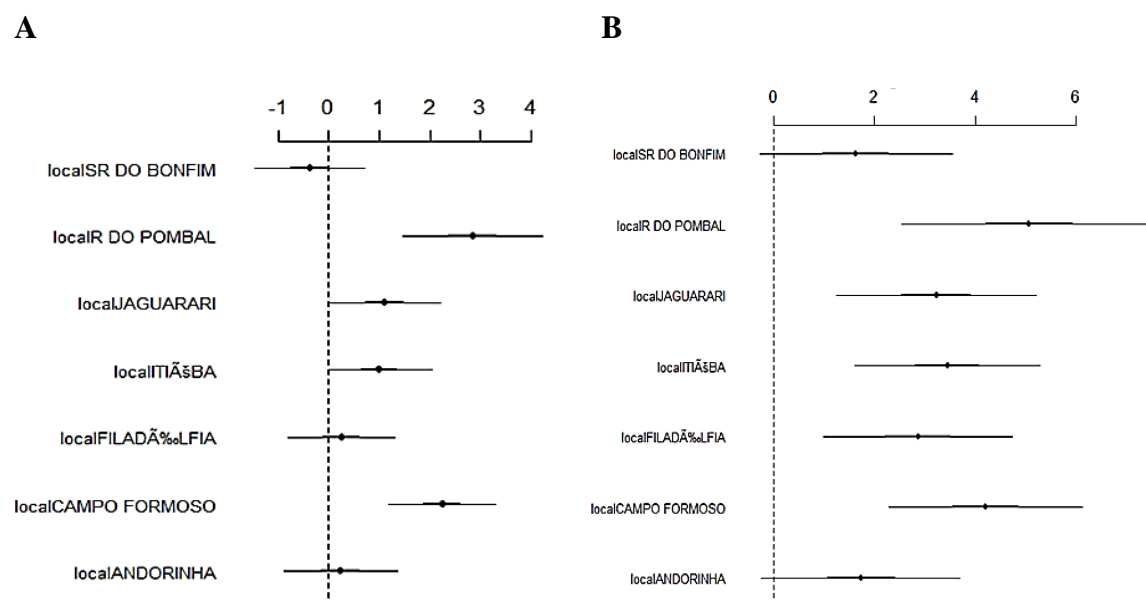 A
B
-1 0 1 2 3 4
localSR DO BONFIM
localR DO POMBAL
localJAGUARARI
localITIÃšBA
localFILADÃ‰LFIA
localCAMPO FORMOSO
localANDORINHA
0 2 4 6
localSR DO BONFIM
localR DO POMBAL
localJAGUARARI
localITIÃšBA
localFILADÃ‰LFIA
localCAMPO FORMOSO
localANDORINHA